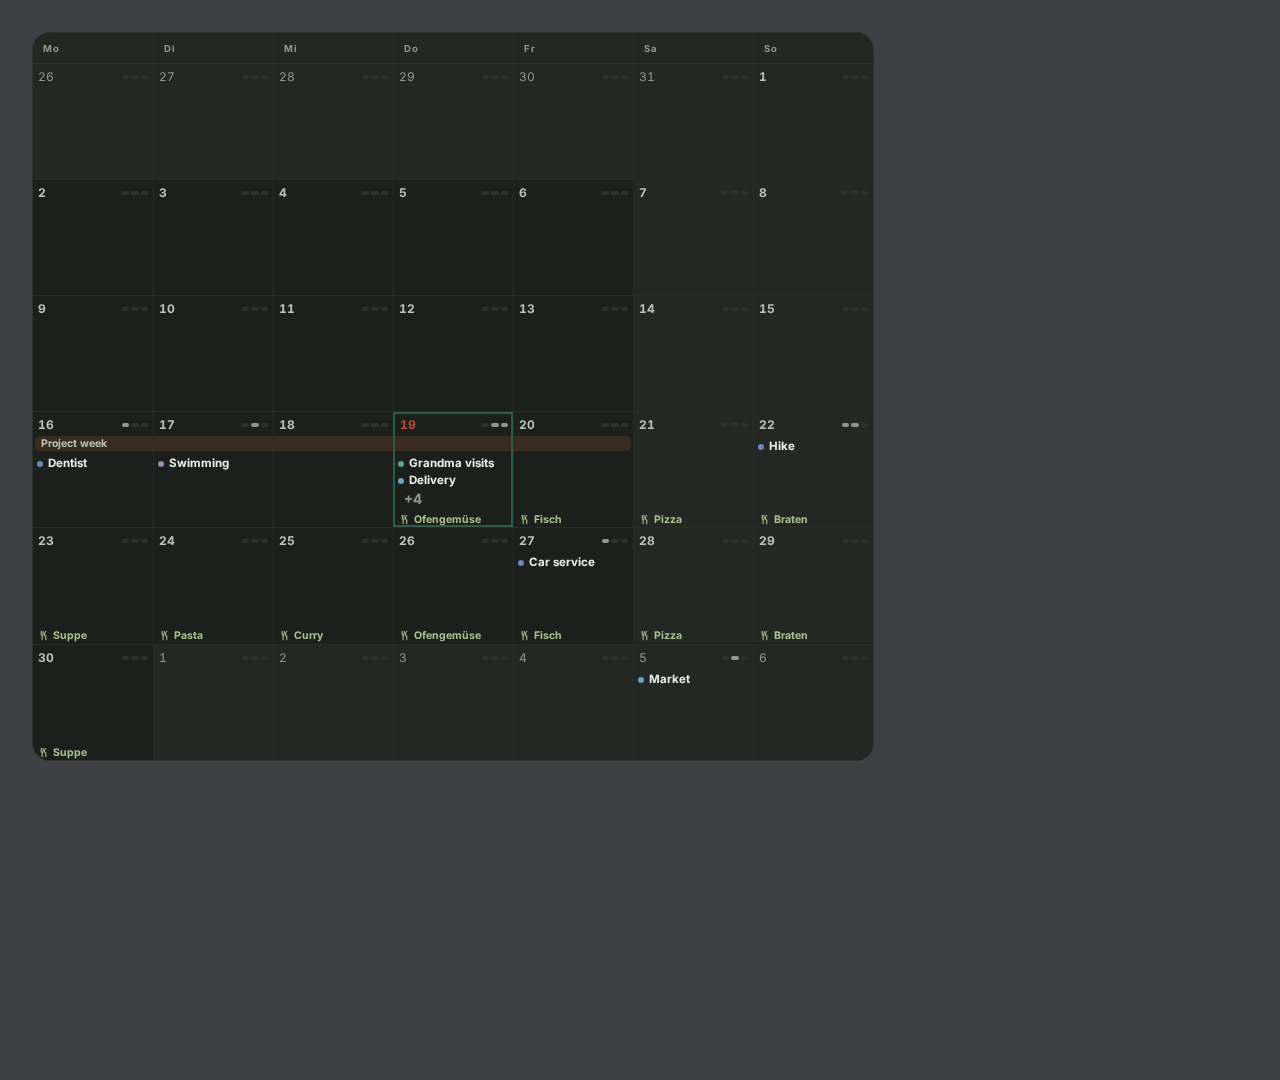 Mo Di Mi Do Fr Sa So
26 27 28 29 30 31 1
2 3 4 5 6 7 8
9 10 11 12 13 14 15
16 17 18 19 20 21 22
Project week
Hike
Dentist Swimming Grandma visits
Delivery
+4
Ofengemüse Fisch Pizza Braten
23 24 25 26 27 28 29
Car service
Suppe Pasta Curry Ofengemüse Fisch Pizza Braten
30 1 2 3 4 5 6
Market
Suppe